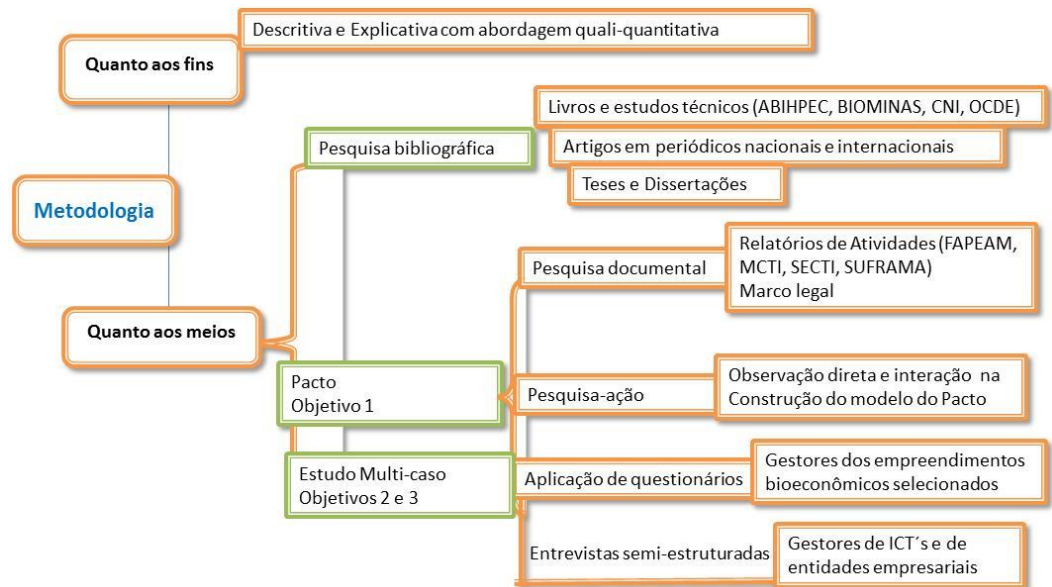 Descritiva e Explicativa com abordagem quali-quantitativa
Quanto aos fins
Livros e estudos técnicos (ABIHPEC, BIOMINAS, CNI, OCDE)
Pesquisa bibliográfica
Artigos em periódicos nacionais e internacionais
Teses e Dissertações
Metodologia
Relatórios de Atividades (FAPEAM,
MCTI, SECTI, SUFRAMA)
Marco legal
Pesquisa documental
Quanto aos meios
Pacto
Objetivo 1
Pesquisa-ação
Observação direta e interação na
Construção do modelo do Pacto
Estudo Multi-caso
Objetivos 2 e 3
Aplicação de questionários
Gestores dos empreendimentos
bioeconômicos selecionados
Entrevistas semi-estruturadas
Gestores de ICT´s e de
entidades empresariais